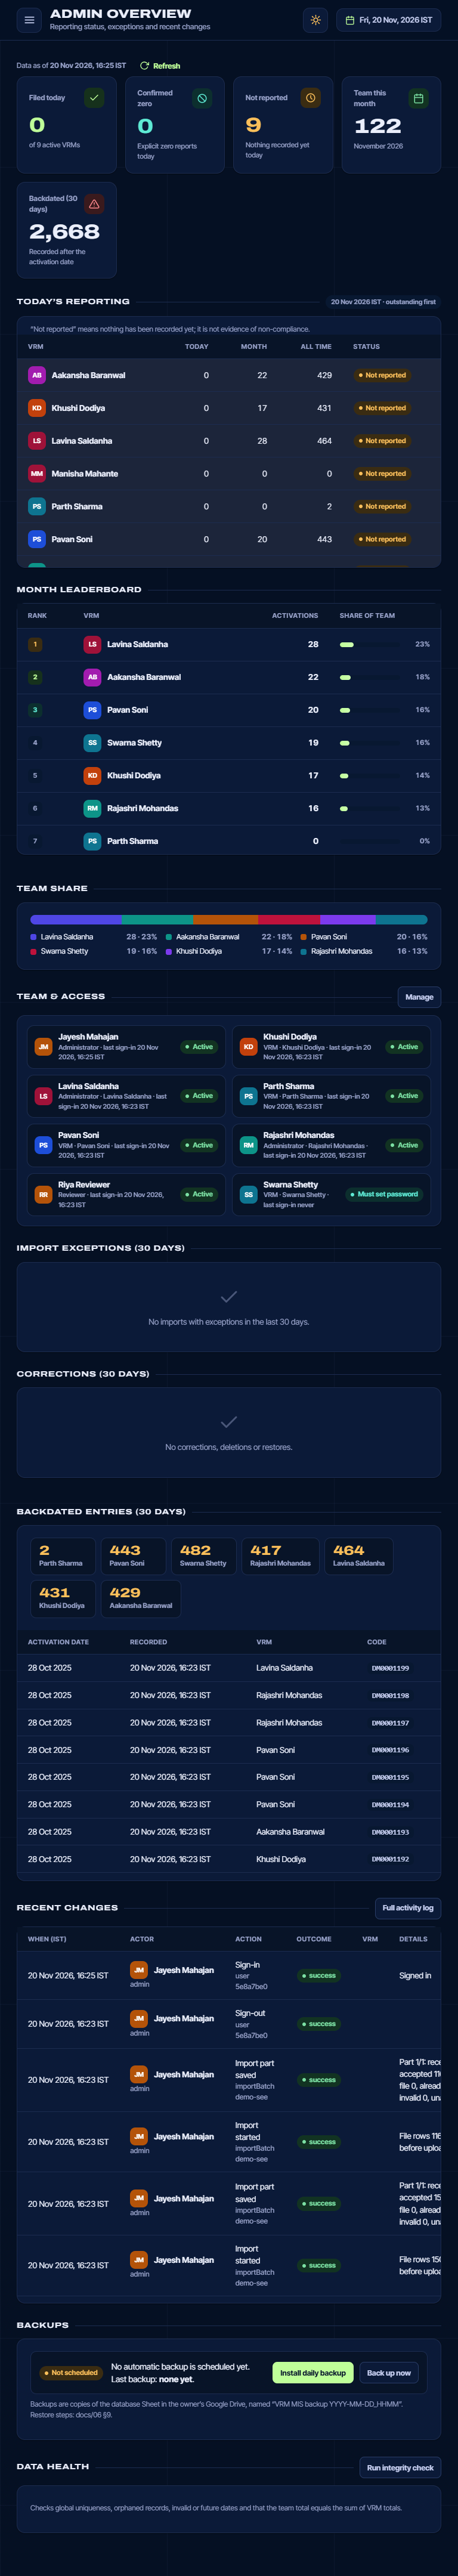 ADMIN OVERVIEW
Reporting status, exceptions and recent changes
Fri, 20 Nov, 2026 IST
Data as of 20 Nov 2026, 16:25 IST Refresh
Filed today
0
of 9 active VRMs
Confirmed zero
0
Explicit zero reports today
Not reported
9
Nothing recorded yet today
Team this month
122
November 2026
Backdated (30 days)
2,668
Recorded after the activation date
TODAY'S REPORTING 20 Nov 2026 IST · outstanding first
"Not reported" means nothing has been recorded yet; it is not evidence of non-compliance.
VRM TODAY MONTH ALL TIME STATUS
AB Aakansha Baranwal 0 22 429 Not reported
KD Khushi Dodiya 0 17 431 Not reported
LS Lavina Saldanha 0 28 464 Not reported
MM Manisha Mahante 0 0 0 Not reported
PS Parth Sharma 0 0 2 Not reported
PS Pavan Soni 0 20 443 Not reported
MONTH LEADERBOARD
RANK VRM ACTIVATIONS SHARE OF TEAM
1 LS Lavina Saldanha 28 23%
2 AB Aakansha Baranwal 22 18%
3 PS Pavan Soni 20 16%
4 SS Swarna Shetty 19 16%
5 KD Khushi Dodiya 17 14%
6 RM Rajashri Mohandas 16 13%
7 PS Parth Sharma 0 0%
TEAM SHARE
Lavina Saldanha 28 · 23% Aakansha Baranwal 22 · 18% Pavan Soni 20 · 16%
Swarna Shetty 19 · 16% Khushi Dodiya 17 · 14% Rajashri Mohandas 16 · 13%
TEAM & ACCESS Manage
JM Jayesh Mahajan
Administrator · last sign-in 20 Nov 2026, 16:25 IST
Active
KD Khushi Dodiya
VRM · Khushi Dodiya · last sign-in 20 Nov 2026, 16:23 IST
Active
LS Lavina Saldanha
Administrator · Lavina Saldanha · last sign-in 20 Nov 2026, 16:23 IST
Active
PS Parth Sharma
VRM · Parth Sharma · last sign-in 20 Nov 2026, 16:23 IST
Active
PS Pavan Soni
VRM · Pavan Soni · last sign-in 20 Nov 2026, 16:23 IST
Active
RM Rajashri Mohandas
Administrator · Rajashri Mohandas · last sign-in 20 Nov 2026, 16:23 IST
Active
RR Riya Reviewer
Reviewer · last sign-in 20 Nov 2026, 16:23 IST
Active
SS Swarna Shetty
VRM · Swarna Shetty · last sign-in never
Must set password
IMPORT EXCEPTIONS (30 DAYS)
No imports with exceptions in the last 30 days.
CORRECTIONS (30 DAYS)
No corrections, deletions or restores.
BACKDATED ENTRIES (30 DAYS)
2 Parth Sharma
443 Pavan Soni
482 Swarna Shetty
417 Rajashri Mohandas
464 Lavina Saldanha
431 Khushi Dodiya
429 Aakansha Baranwal
ACTIVATION DATE RECORDED VRM CODE
28 Oct 2025 20 Nov 2026, 16:23 IST Lavina Saldanha DM0001199
28 Oct 2025 20 Nov 2026, 16:23 IST Rajashri Mohandas DM0001198
28 Oct 2025 20 Nov 2026, 16:23 IST Rajashri Mohandas DM0001197
28 Oct 2025 20 Nov 2026, 16:23 IST Pavan Soni DM0001196
28 Oct 2025 20 Nov 2026, 16:23 IST Pavan Soni DM0001195
28 Oct 2025 20 Nov 2026, 16:23 IST Pavan Soni DM0001194
28 Oct 2025 20 Nov 2026, 16:23 IST Aakansha Baranwal DM0001193
28 Oct 2025 20 Nov 2026, 16:23 IST Khushi Dodiya DM0001192
RECENT CHANGES Full activity log
WHEN (IST) ACTOR ACTION OUTCOME VRM DETAILS
20 Nov 2026, 16:25 IST JM Jayesh Mahajan admin Sign-in user 5e8a7be0 success Signed in
20 Nov 2026, 16:23 IST JM Jayesh Mahajan admin Sign-out user 5e8a7be0 success
20 Nov 2026, 16:23 IST JM Jayesh Mahajan admin Import part saved importBatch demo-see success Part 1/1: rece accepted 11 file 0, alread invalid 0, un
20 Nov 2026, 16:23 IST JM Jayesh Mahajan admin Import started importBatch demo-see success File rows 116 before uploa
20 Nov 2026, 16:23 IST JM Jayesh Mahajan admin Import part saved importBatch demo-see success Part 1/1: rece accepted 15 file 0, alread invalid 0, un
20 Nov 2026, 16:23 IST JM Jayesh Mahajan admin Import started importBatch demo-see success File rows 150 before uploa
BACKUPS
Not scheduled
No automatic backup is scheduled yet.
Last backup: none yet.
Install daily backup Back up now
Backups are copies of the database Sheet in the owner's Google Drive, named "VRM MIS backup YYYY-MM-DD_HHMM".
Restore steps: docs/06 §9.
DATA HEALTH Run integrity check
Checks global uniqueness, orphaned records, invalid or future dates and that the team total equals the sum of VRM totals.